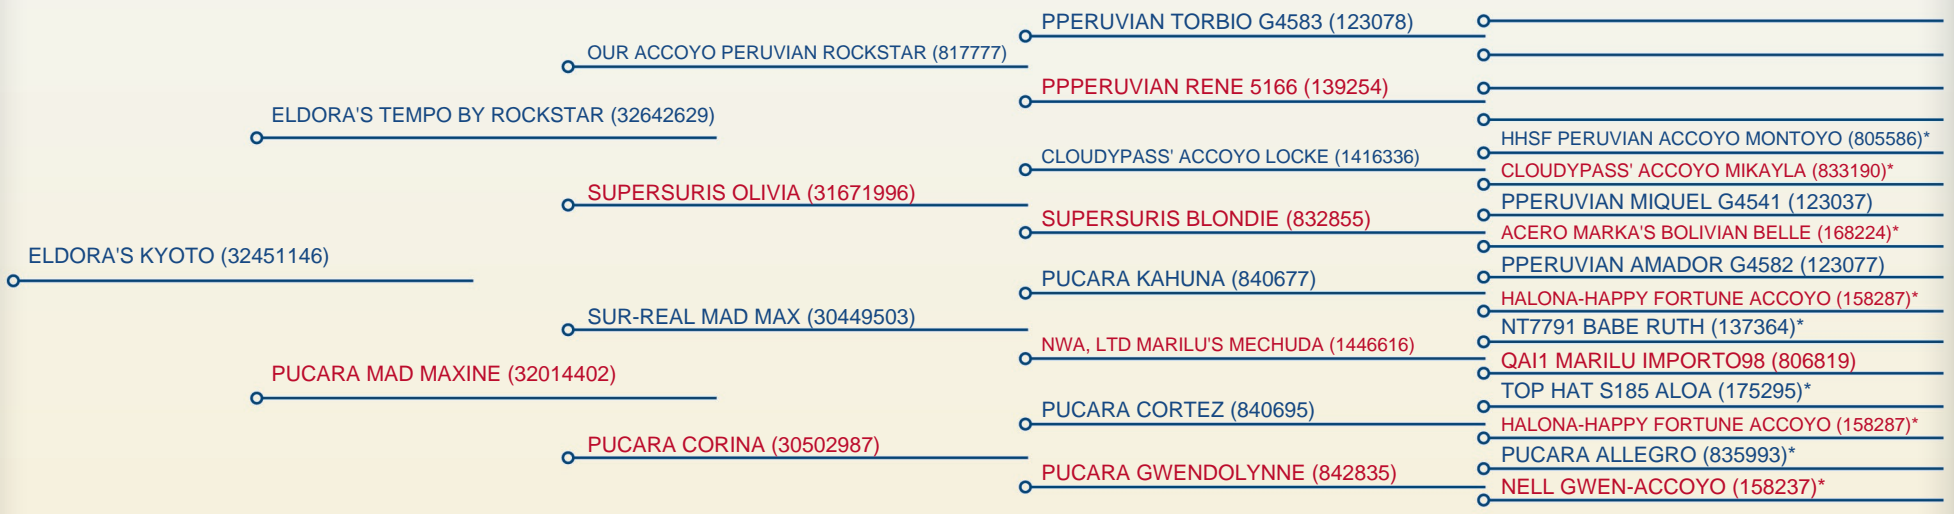 PPERUVIAN TORBIO G4583 (123078)
OUR ACCOYO PERUVIAN ROCKSTAR (817777)
PPPERUVIAN RENE 5166 (139254)
ELDORA'S TEMPO BY ROCKSTAR (32642629)
HHSF PERUVIAN ACCOYO MONTOYO (805586)*
CLOUDYPASS' ACCOYO LOCKE (1416336)
CLOUDYPASS' ACCOYO MIKAYLA (833190)*
SUPERSURIS OLIVIA (31671996)
PPERUVIAN MIQUEL G4541 (123037)
SUPERSURIS BLONDIE (832855)
ACERO MARKA'S BOLIVIAN BELLE (168224)*
ELDORA'S KYOTO (32451146)
PPERUVIAN AMADOR G4582 (123077)
PUCARA KAHUNA (840677)
HALONA-HAPPY FORTUNE ACCOYO (158287)*
SUR-REAL MAD MAX (30449503)
NT7791 BABE RUTH (137364)*
NWA, LTD MARILU'S MECHUDA (1446616)
QAI1 MARILU IMPORTO98 (806819)
PUCARA MAD MAXINE (32014402)
TOP HAT S185 ALOA (175295)*
PUCARA CORTEZ (840695)
HALONA-HAPPY FORTUNE ACCOYO (158287)*
PUCARA CORINA (30502987)
PUCARA ALLEGRO (835993)*
PUCARA GWENDOLYNNE (842835)
NELL GWEN-ACCOYO (158237)*